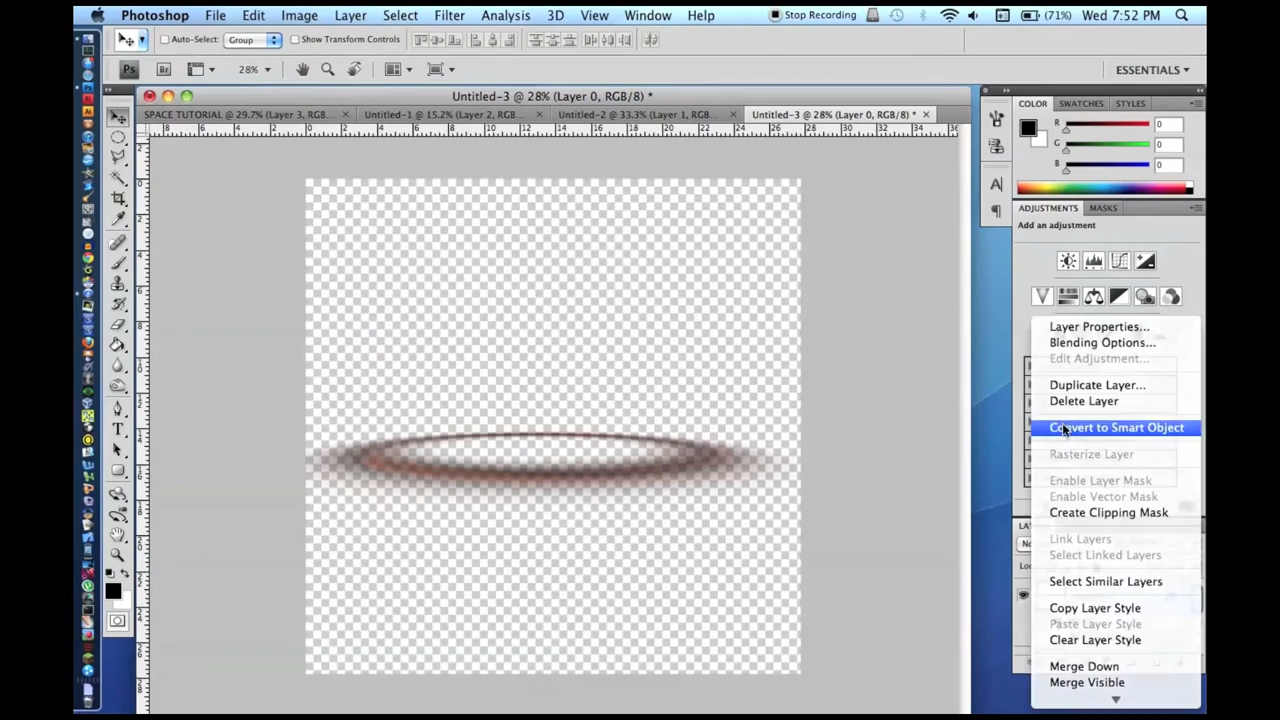 Photoshop File Edit Image Layer Select Filter Analysis 3D View Window Help Stop Recording (71%) Wed 7:52 PM
Auto-Select: Group Show Transform Controls
Ps Br 28% ESSENTIALS
Untitled-3 @ 28% (Layer 0, RGB/8) *
SPACE TUTORIAL @ 29.7% (Layer 3, RGB... Untitled-1 @ 15.2% (Layer 2, RGB... Untitled-2 @ 33.3% (Layer 1, RGB... Untitled-3 @ 28% (Layer 0, RGB/8) *
COLOR SWATCHES STYLES
R 0
G 0
B 0
ADJUSTMENTS MASKS
Add an adjustment
Layer Properties...
Blending Options...
Edit Adjustment...
Duplicate Layer...
Delete Layer
Convert to Smart Object
Rasterize Layer
Enable Layer Mask
Enable Vector Mask
Create Clipping Mask
Link Layers
Select Linked Layers
Select Similar Layers
Copy Layer Style
Paste Layer Style
Clear Layer Style
Merge Down
Merge Visible